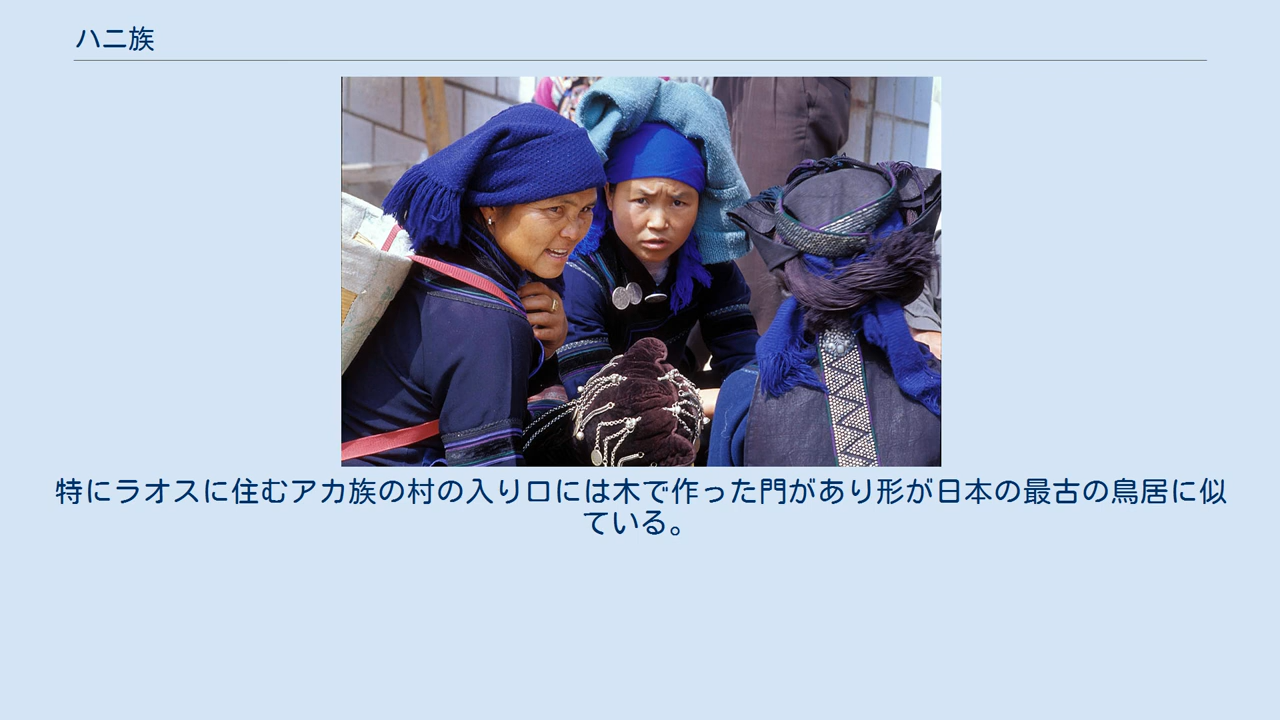 ハニ族
特にラオスに住むアカ族の村の入り口には木で作った門があり形が日本の最古の鳥居に似
ている。